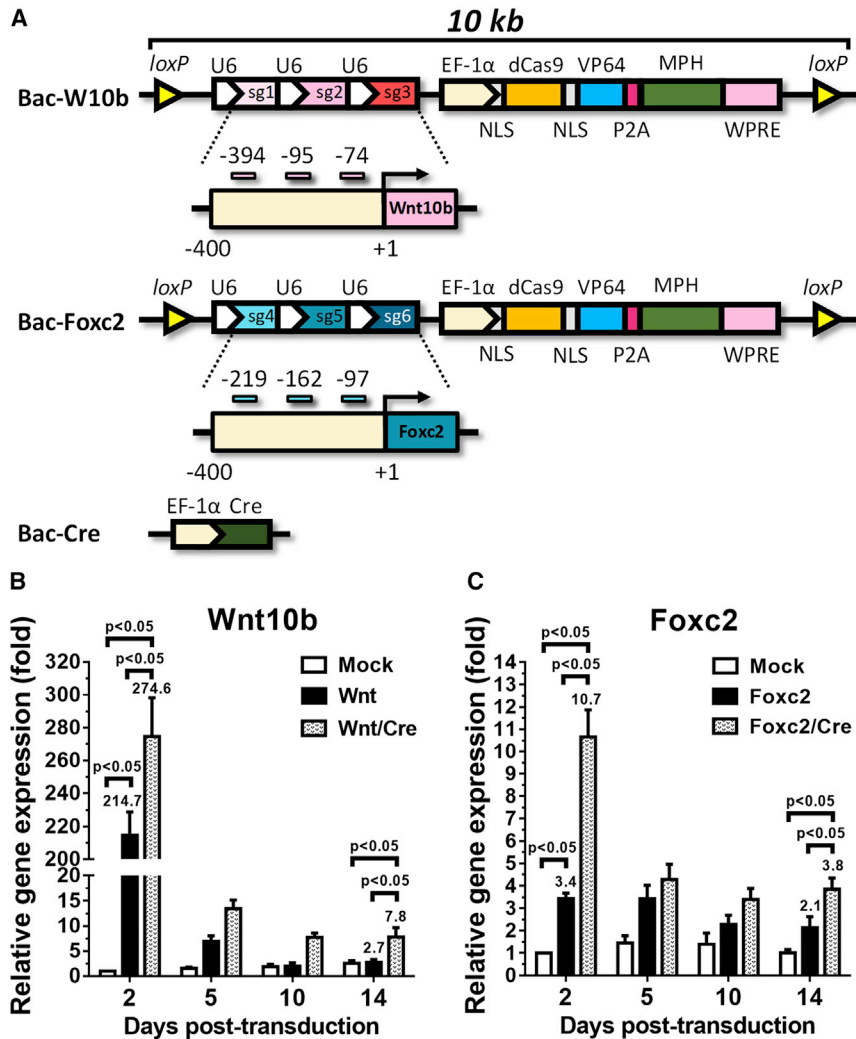 A
10 kb
loxP U6 U6 U6 EF-1α dCas9 VP64 MPH loxP
Bac-W10b sg1 sg2 sg3
NLS NLS P2A WPRE
-394 -95 -74
Wnt10b
-400 +1
loxP U6 U6 U6 EF-1α dCas9 VP64 MPH loxP
Bac-Foxc2 sg4 sg5 sg6
NLS NLS P2A WPRE
-219 -162 -97
Foxc2
-400 +1
EF-1α Cre
Bac-Cre
B
Wnt10b
Relative gene expression (fold)
320
300
280
260
240
220
200
20
15
10
5
0
p<0.05
p<0.05
274.6
p<0.05
214.7
Mock
Wnt
Wnt/Cre
p<0.05
p<0.05
7.8
2.7
2 5 10 14
Days post-transduction
C
Foxc2
Relative gene expression (fold)
14
13
12
11
10
9
8
7
6
5
4
3
2
1
0
p<0.05
p<0.05
10.7
p<0.05
3.4
Mock
Foxc2
Foxc2/Cre
p<0.05
p<0.05
3.8
2.1
2 5 10 14
Days post-transduction